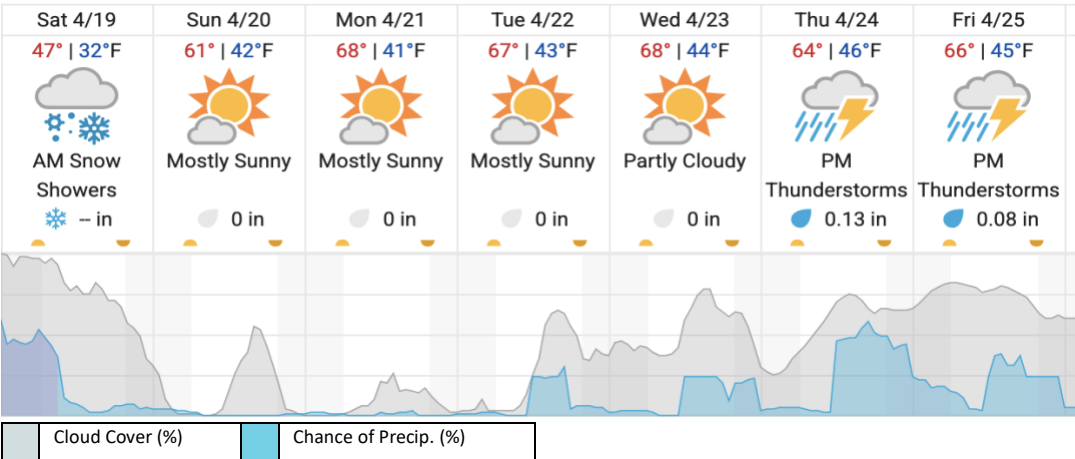 Sat 4/19 Sun 4/20 Mon 4/21 Tue 4/22 Wed 4/23 Thu 4/24 Fri 4/25
47° | 32°F 61° | 42°F 68° | 41°F 67° | 43°F 68° | 44°F 64° | 46°F 66° | 45°F
AM Snow Mostly Sunny Mostly Sunny Mostly Sunny Partly Cloudy PM PM
Showers Thunderstorms Thunderstorms
-- in 0 in 0 in 0 in 0 in 0.13 in 0.08 in
Cloud Cover (%) Chance of Precip. (%)